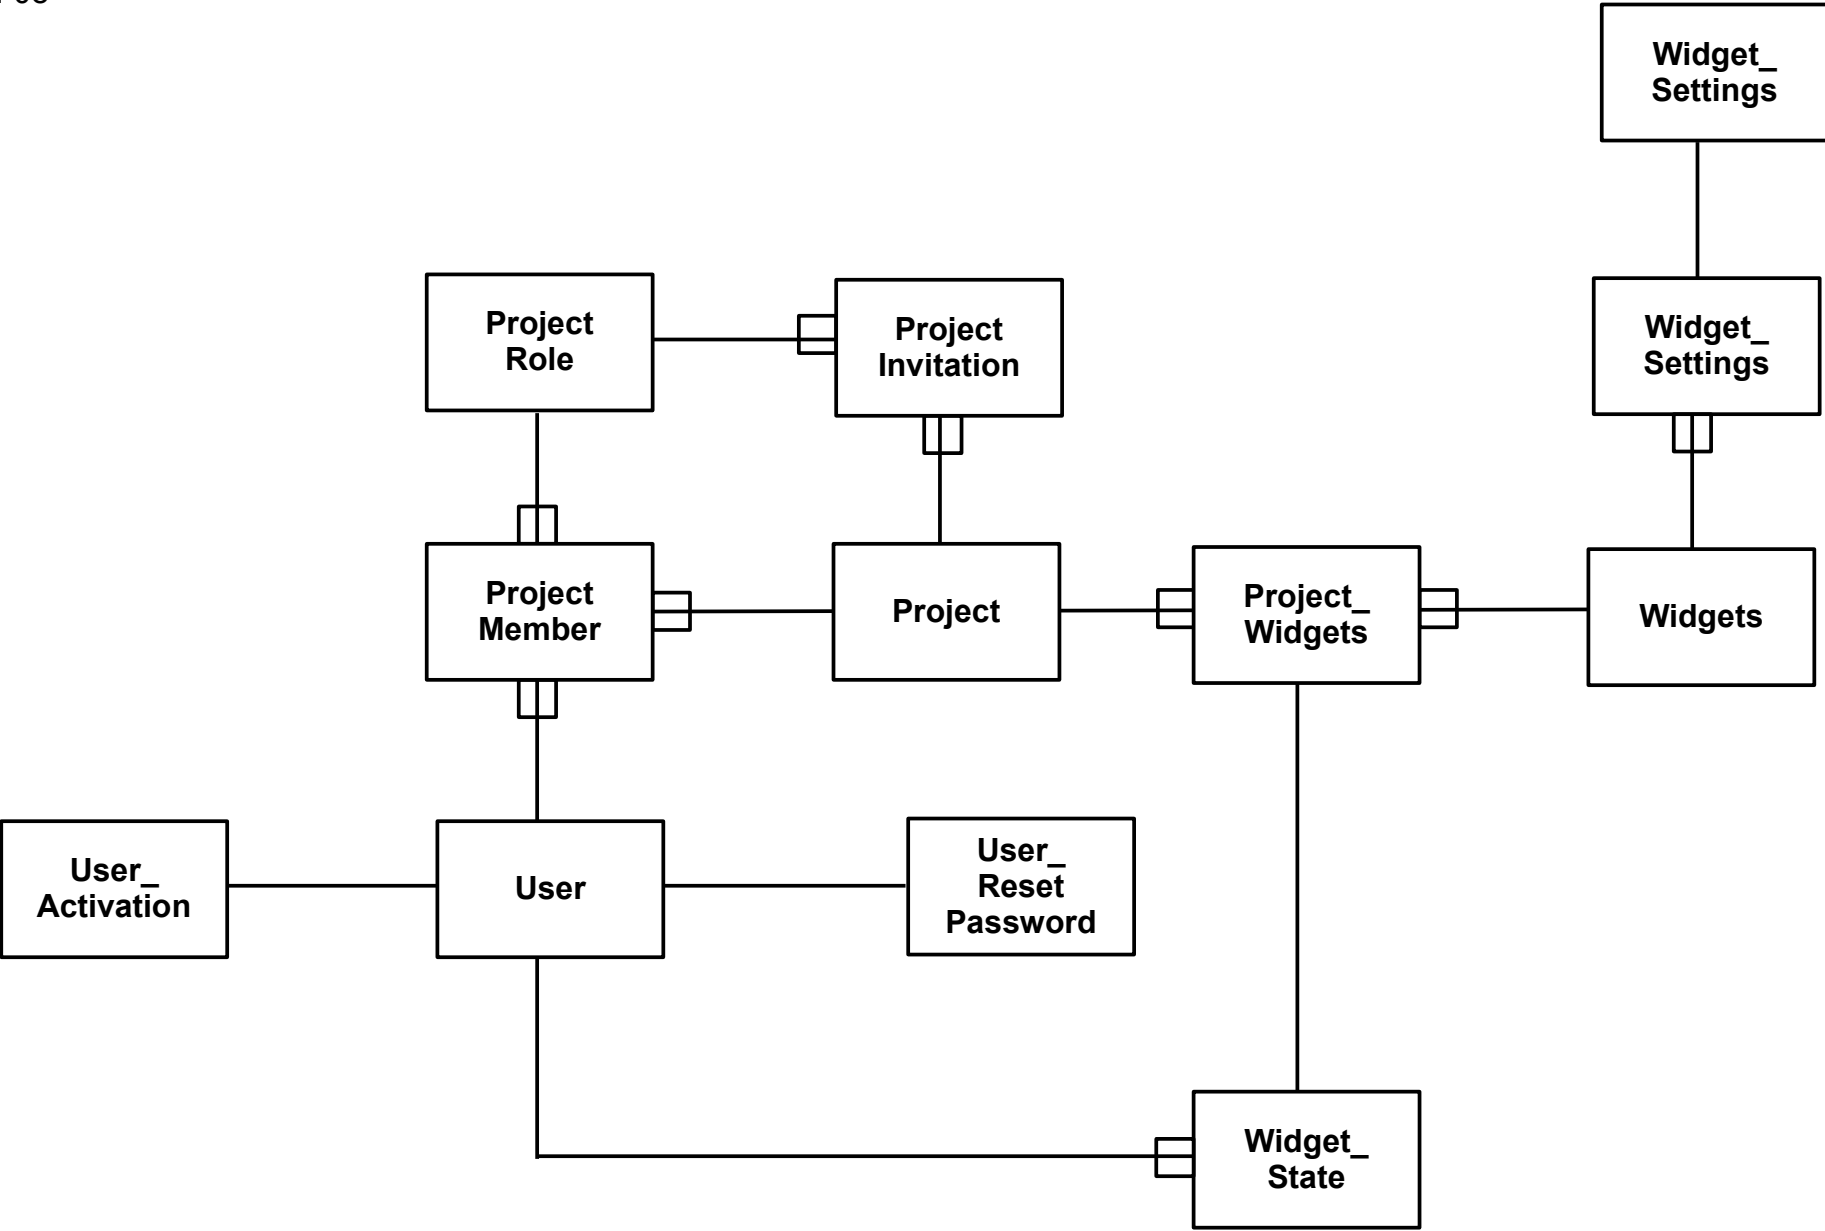 Widget_
Settings
Project
Role
Project
Invitation
Widget_
Settings
Project
Member
Project
Project_
Widgets
Widgets
User_
Activation
User
User_
Reset
Password
Widget_
State